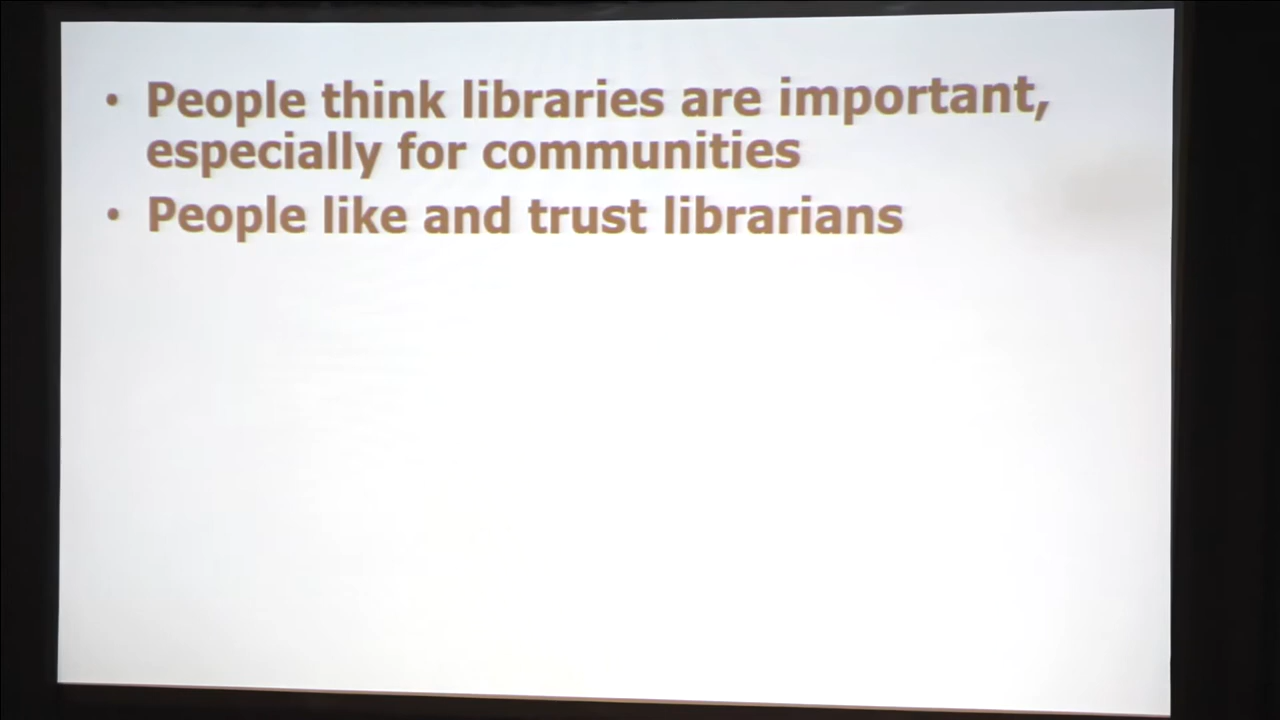 • People think libraries are important,
especially for communities
• People like and trust librarians